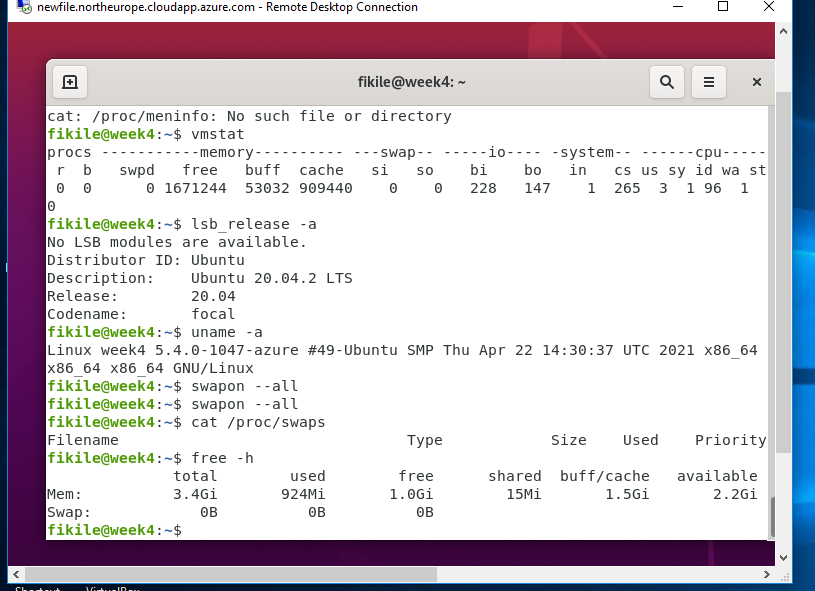 newfile.northeurope.cloudapp.azure.com - Remote Desktop Connection
fikile@week4: ~
cat: /proc/meninfo: No such file or directory
fikile@week4:~$ vmstat
procs -----------memory---------- ---swap-- -----io---- -system-- ------cpu-----
r b swpd free buff cache si so bi bo in cs us sy id wa st
0 0 0 1671244 53032 909440 0 0 228 147 1 265 3 1 96 1
0
fikile@week4:~$ lsb_release -a
No LSB modules are available.
Distributor ID: Ubuntu
Description: Ubuntu 20.04.2 LTS
Release: 20.04
Codename: focal
fikile@week4:~$ uname -a
Linux week4 5.4.0-1047-azure #49-Ubuntu SMP Thu Apr 22 14:30:37 UTC 2021 x86_64
x86_64 x86_64 GNU/Linux
fikile@week4:~$ swapon --all
fikile@week4:~$ swapon --all
fikile@week4:~$ cat /proc/swaps
Filename Type Size Used Priority
fikile@week4:~$ free -h
total used free shared buff/cache available
Mem: 3.4Gi 924Mi 1.0Gi 15Mi 1.5Gi 2.2Gi
Swap: 0B 0B 0B
fikile@week4:~$
Shortcut VirtualBox